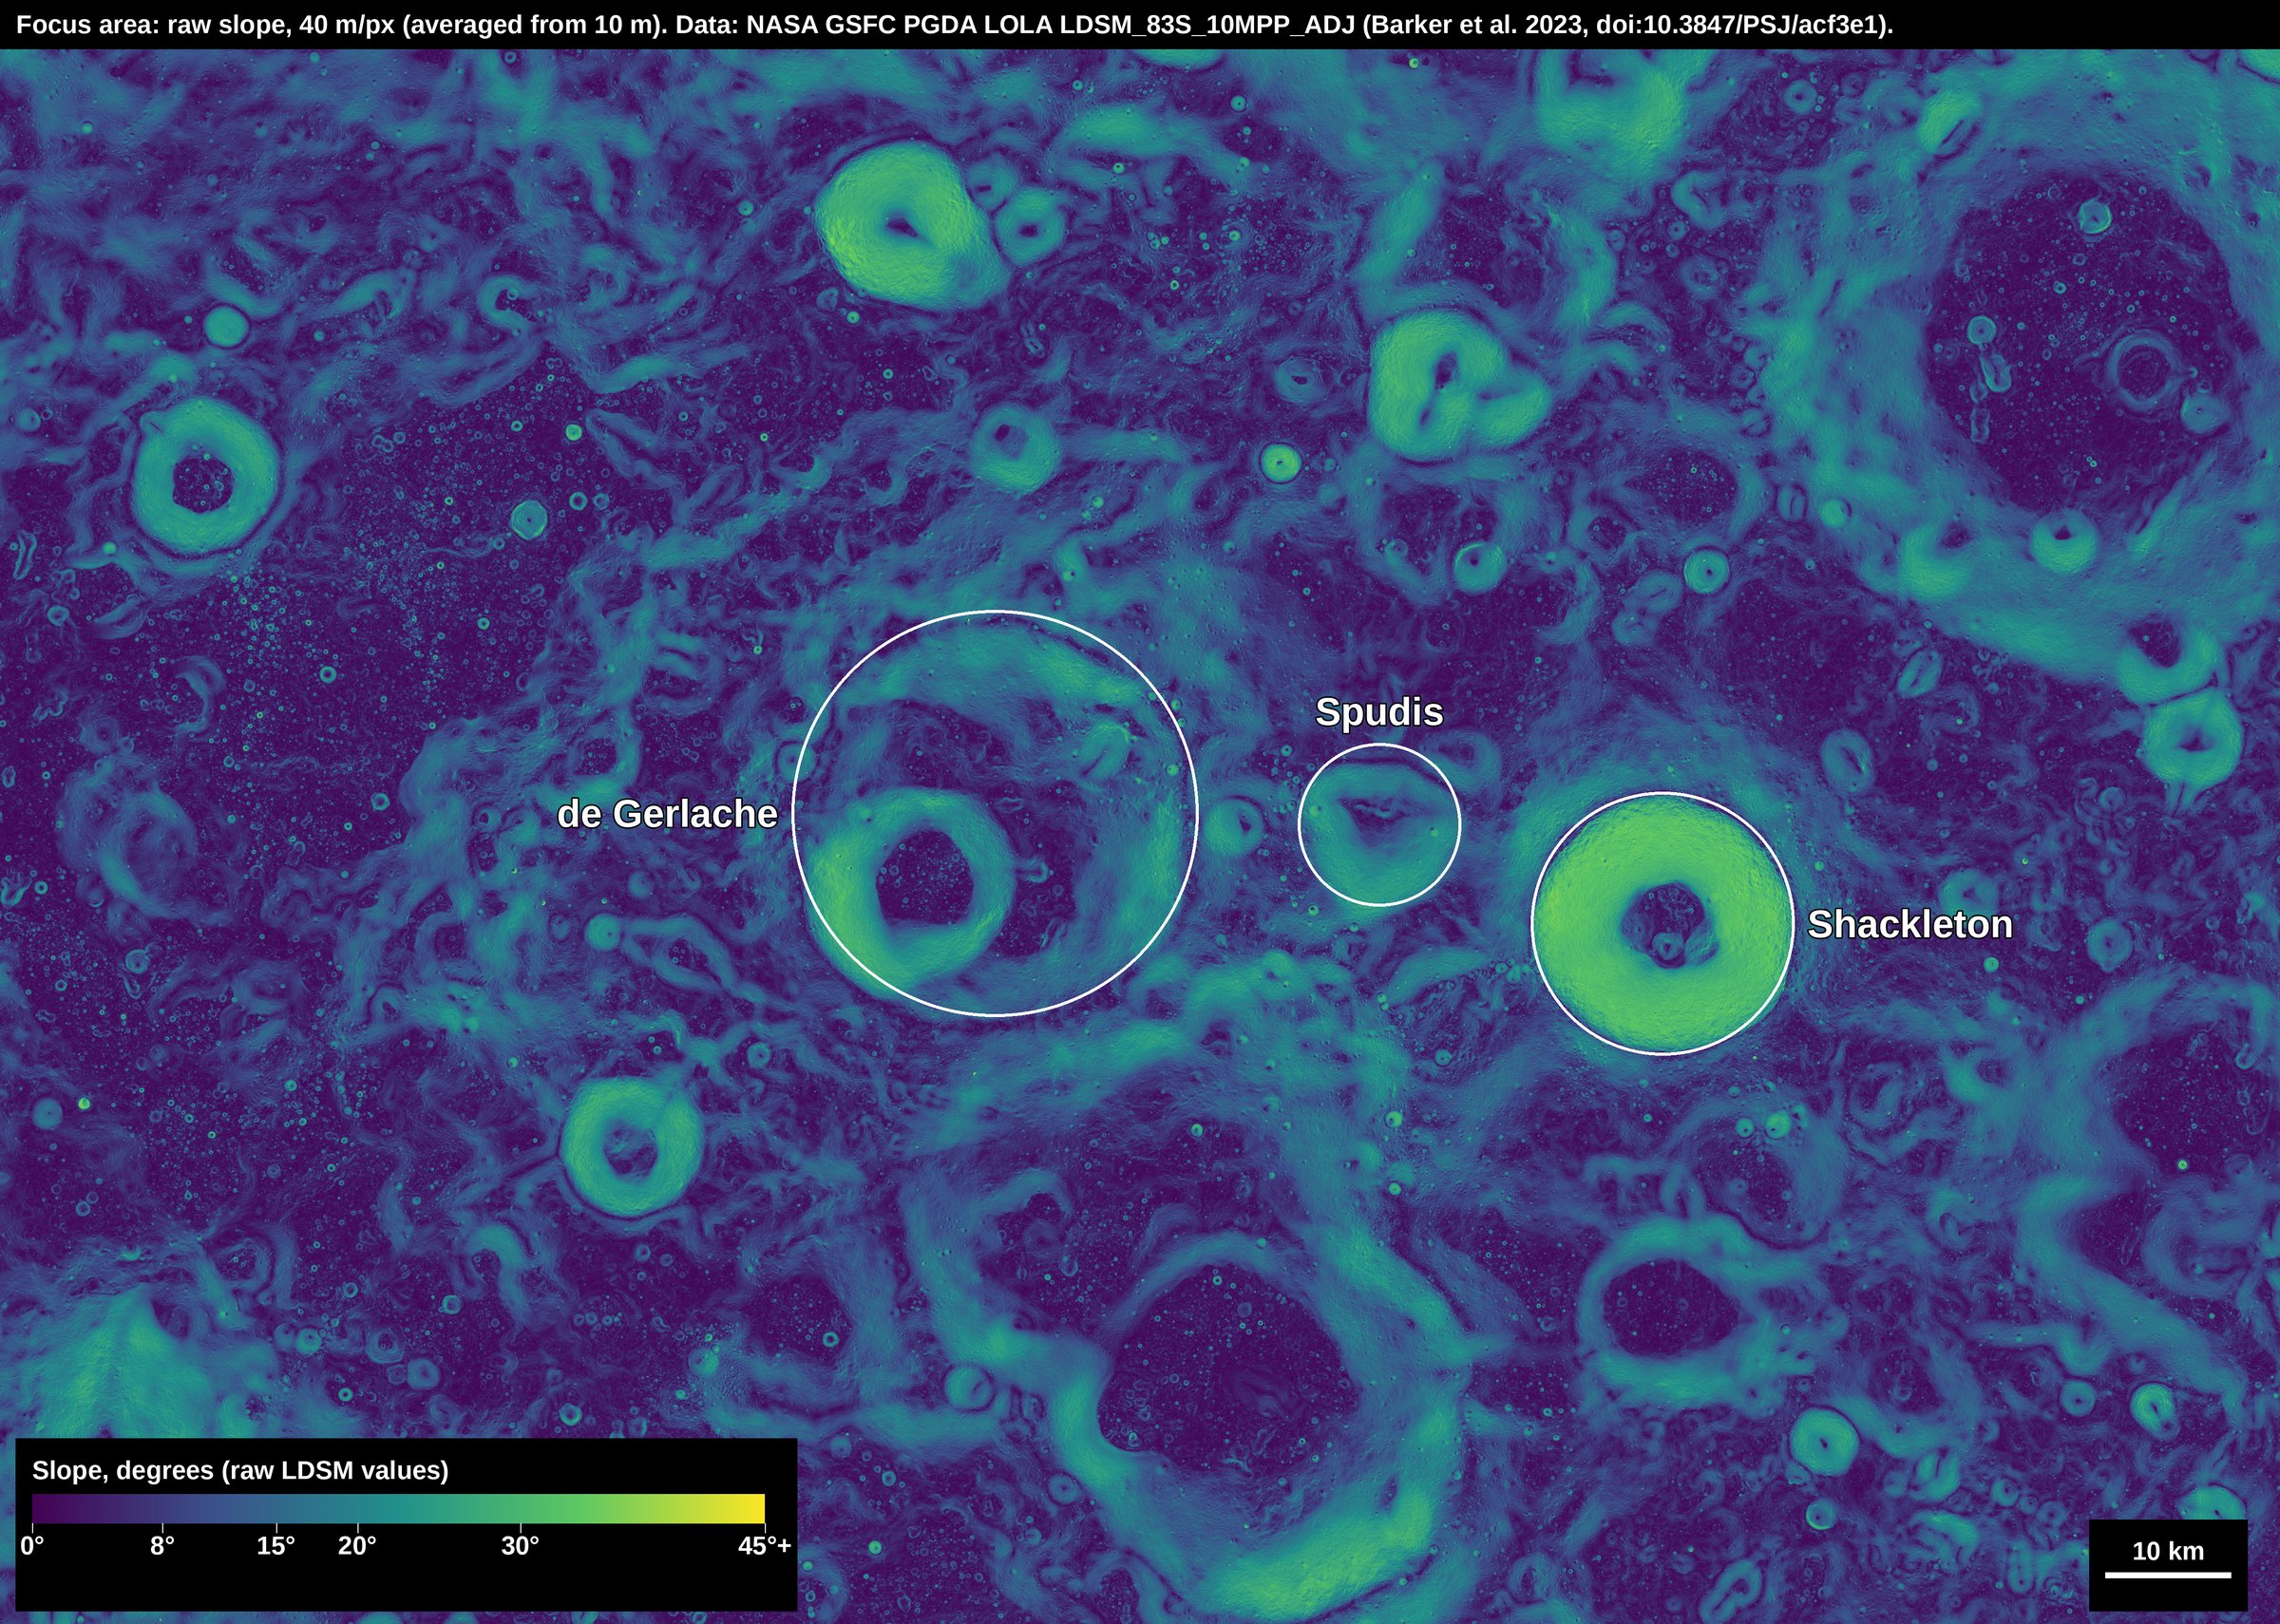 Focus area: raw slope, 40 m/px (averaged from 10 m). Data: NASA GSFC PGDA LOLA LDSM_83S_10MPP_ADJ (Barker et al. 2023, doi:10.3847/PSJ/acf3e1).
Spudis
de Gerlache
Shackleton
Slope, degrees (raw LDSM values)
0° 8° 15° 20° 30° 45°+
10 km